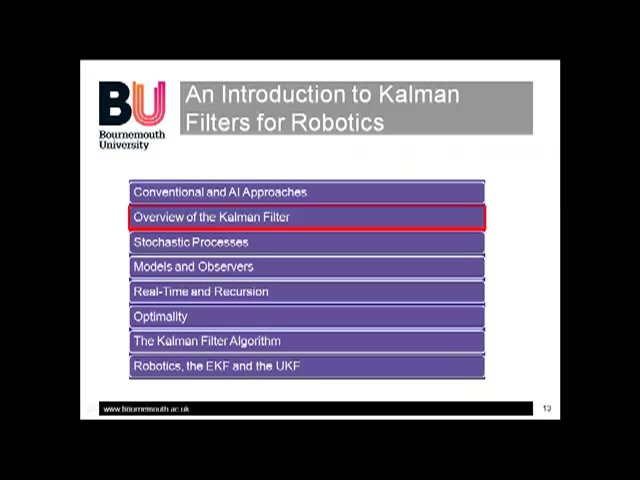 BU
Bournemouth
University
An Introduction to Kalman
Filters for Robotics
Conventional and AI Approaches
Overview of the Kalman Filter
Stochastic Processes
Models and Observers
Real-Time and Recursion
Optimality
The Kalman Filter Algorithm
Robotics, the EKF and the UKF
www.bournemouth.ac.uk
13